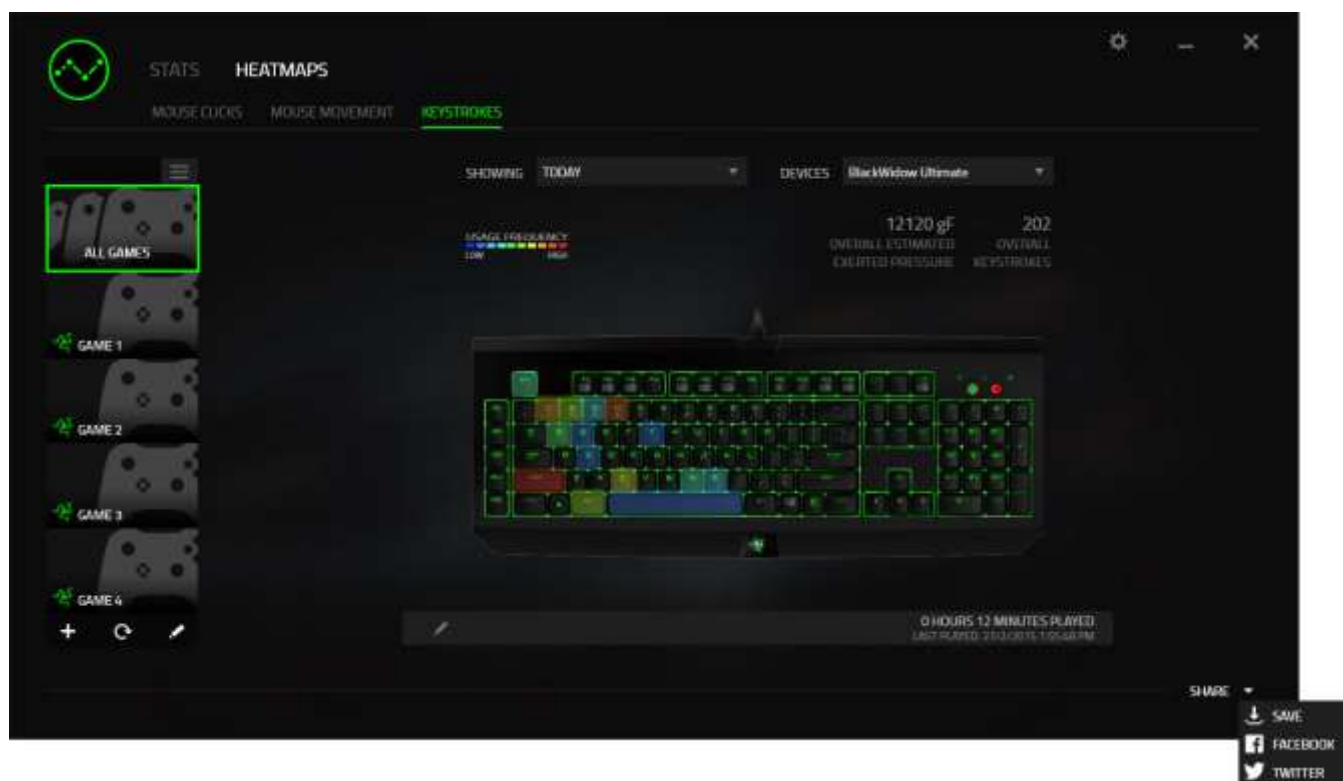 STATS HEATMAPS
MOUSE CLICKS MOUSE MOVEMENT KEYSTROKES
SHOWING TODAY DEVICES BlackWidow Ultimate
ALL GAMES
USAGE FREQUENCY
LOW HIGH
12120 gF 202
OVERALL ESTIMATED OVERALL
EXERTED PRESSURE KEYSTROKES
GAME 1
GAME 2
GAME 3
GAME 4
0 HOURS 12 MINUTES PLAYED
LAST PLAYED:
SHARE
SAVE
FACEBOOK
TWITTER